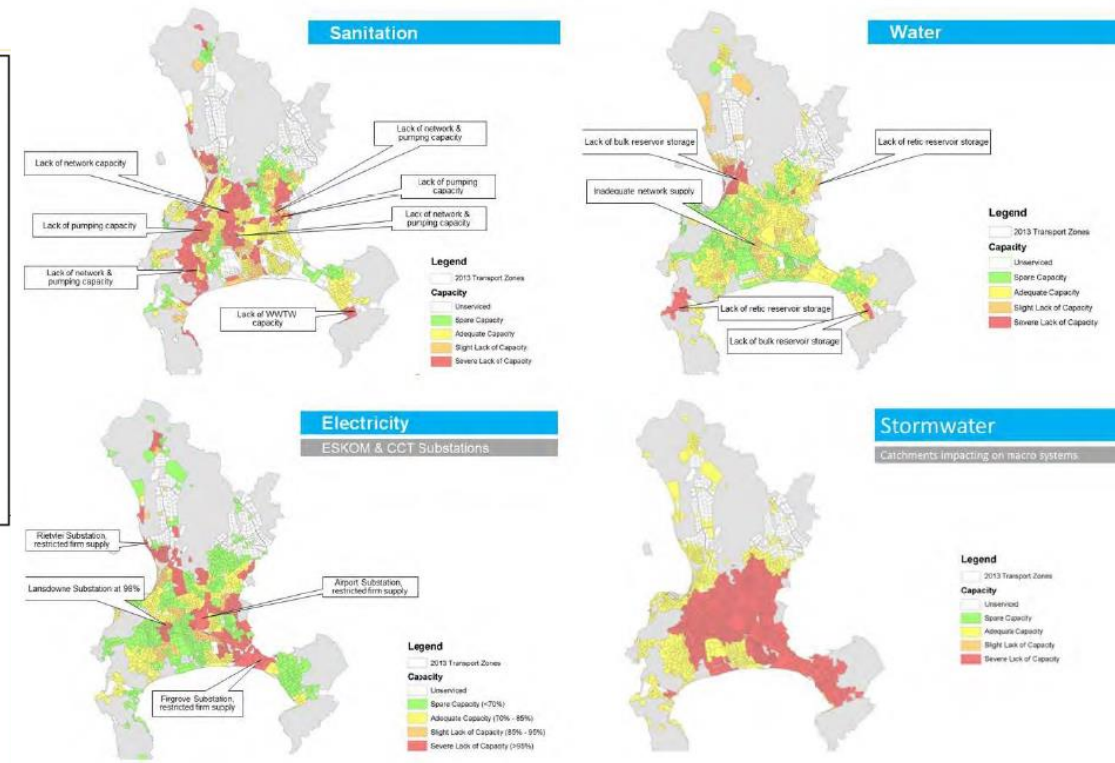 Sanitation
Lack of network &
pumping capacity
Lack of network capacity
Lack of pumping
capacity
Lack of network &
pumping capacity
Lack of pumping capacity
Lack of network &
pumping capacity
Lack of WWTW
capacity
Legend
2013 Transport Zones
Capacity
Unserviced
Spare Capacity
Adequate Capacity
Slight Lack of Capacity
Severe Lack of Capacity
Water
Lack of bulk reservoir storage
Lack of retic reservoir storage
Inadequate network supply
Lack of retic reservoir storage
Lack of bulk reservoir storage
Legend
2013 Transport Zones
Capacity
Unserviced
Spare Capacity
Adequate Capacity
Slight Lack of Capacity
Severe Lack of Capacity
Electricity
ESKOM & CCT Substations
Rietvlei Substation,
restricted firm supply
Lansdowne Substation at 98%
Airport Substation,
restricted firm supply
Firgrove Substation,
restricted firm supply
Legend
2013 Transport Zones
Capacity
Unserviced
Spare Capacity (<70%)
Adequate Capacity (70% - 85%)
Slight Lack of Capacity (85% - 95%)
Severe Lack of Capacity (>95%)
Stormwater
Catchments impacting on macro systems
Legend
2013 Transport Zones
Capacity
Unserviced
Spare Capacity
Adequate Capacity
Slight Lack of Capacity
Severe Lack of Capacity